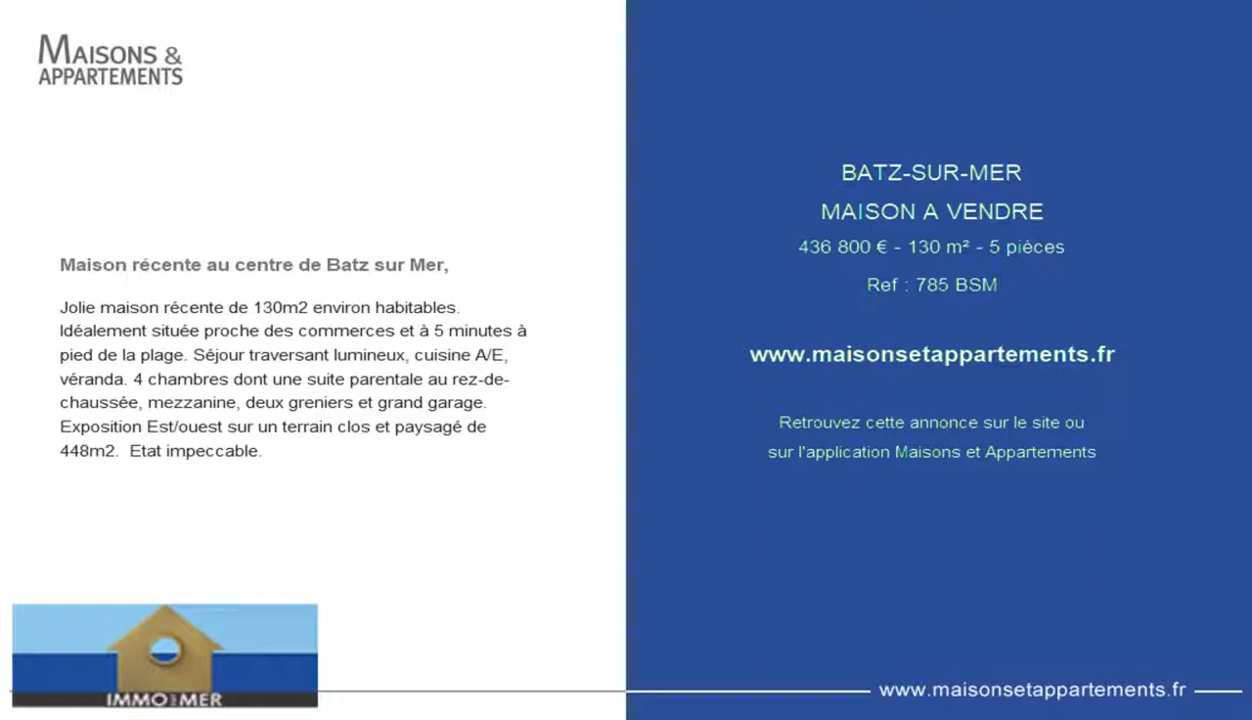 MAISONS &
APPARTEMENTS
Maison récente au centre de Batz sur Mer,
Jolie maison récente de 130m2 environ habitables.
Idéalement située proche des commerces et à 5 minutes à
pied de la plage. Séjour traversant lumineux, cuisine A/E,
véranda. 4 chambres dont une suite parentale au rez-de-
chaussée, mezzanine, deux greniers et grand garage.
Exposition Est/ouest sur un terrain clos et paysagé de
448m2.  Etat impeccable.
IMMO MER
BATZ-SUR-MER
MAISON A VENDRE
436 800 € - 130 m² - 5 pièces
Ref : 785 BSM
www.maisonsetappartements.fr
Retrouvez cette annonce sur le site ou
sur l'application Maisons et Appartements
www.maisonsetappartements.fr